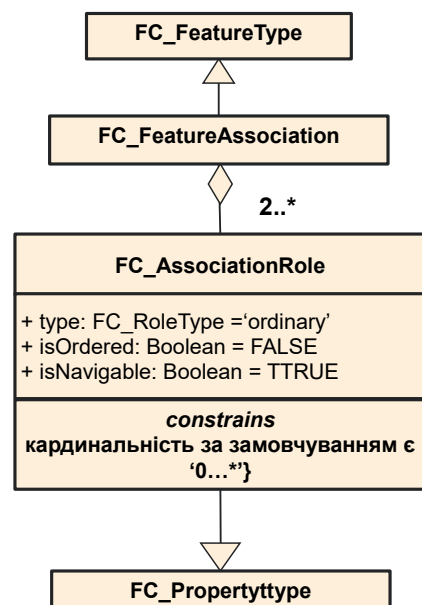 FC_FeatureType
FC_FeatureAssociation
2..*
FC_AssociationRole
+ type: FC_RoleType =‘ordinary’
+ isOrdered: Boolean = FALSE
+ isNavigable: Boolean = TTRUE
constrains
кардинальність за замовчуванням є
‘0…*’}
FC_Propertyttype